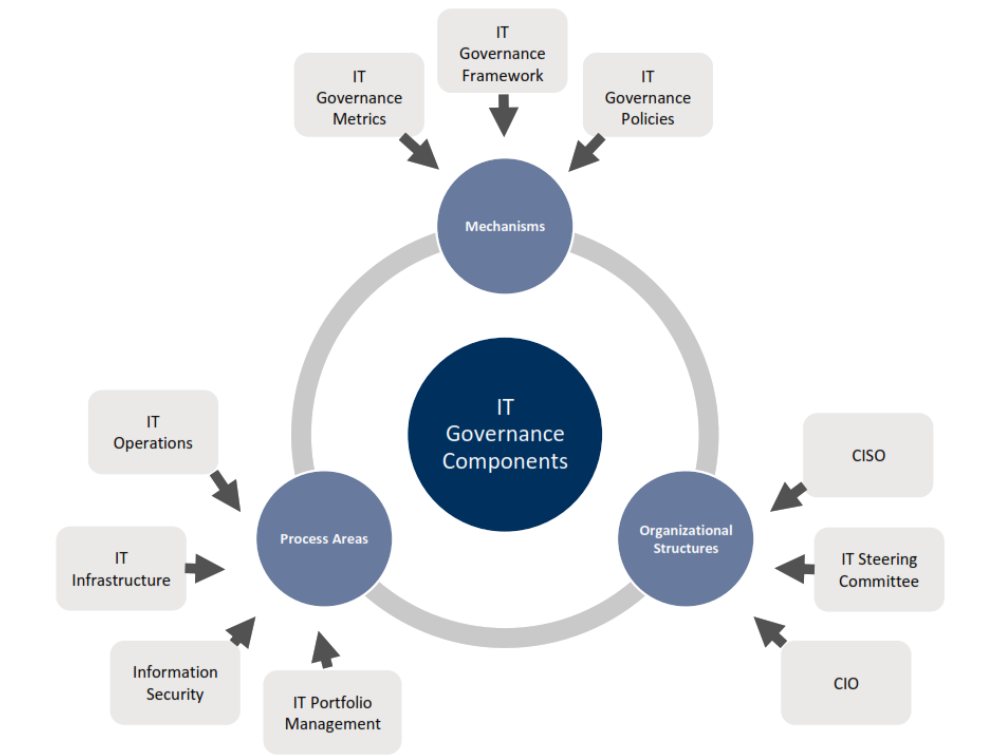 IT
Governance
Framework
IT
Governance
Metrics
IT
Governance
Policies
Mechanisms
IT
Governance
Components
IT
Operations
IT
Infrastructure
Information
Security
IT Portfolio
Management
Process Areas
Organizational
Structures
CISO
IT Steering
Committee
CIO